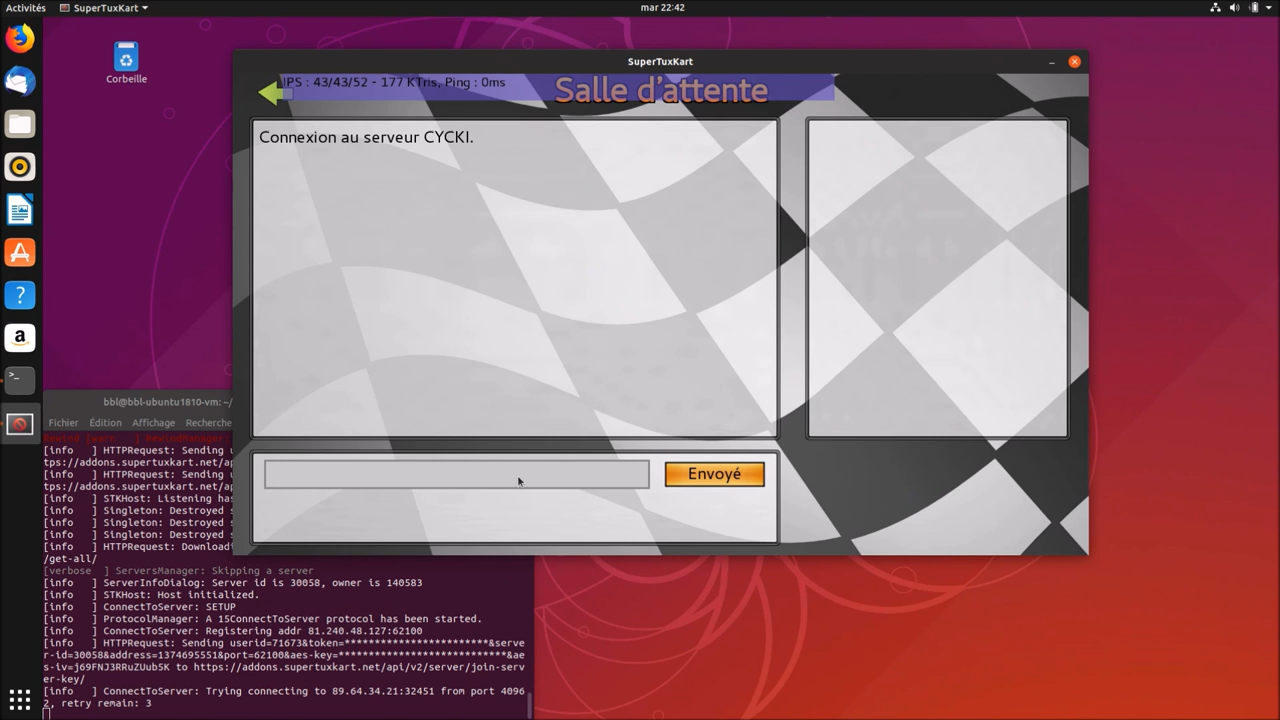 Activités
SuperTuxKart
mar 22:42
Corbeille
SuperTuxKart
IPS : 43/43/52 - 177 KTris, Ping : 0ms
Salle d'attente
Connexion au serveur CYCKI.
Envoyé
bbl@bbl-ubuntu1810-vm: ~/
Fichier Édition Affichage Recherche
Rewind [warn   ] RewindManager:
[info   ] HTTPRequest: Sending u
tps://addons.supertuxkart.net/ap
[info   ] HTTPRequest: Sending u
tps://addons.supertuxkart.net/ap
[info   ] STKHost: Listening has
[info   ] Singleton: Destroyed s
[info   ] Singleton: Destroyed s
[info   ] Singleton: Destroyed s
[info   ] HTTPRequest: Downloadi
/get-all/
[verbose  ] ServersManager: Skipping a server
[info   ] ServerInfoDialog: Server id is 30058, owner is 140583
[info   ] STKHost: Host initialized.
[info   ] ConnectToServer: SETUP
[info   ] ProtocolManager: A 15ConnectToServer protocol has been started.
[info   ] ConnectToServer: Registering addr 81.240.48.127:62100
[info   ] HTTPRequest: Sending userid=71673&token=************************&serve
r-id=30058&address=1374695551&port=62100&aes-key=************************&ae
s-iv=j69FNJ3RRuZUub5K to https://addons.supertuxkart.net/api/v2/server/join-serv
er-key/
[info   ] ConnectToServer: Trying connecting to 89.64.34.21:32451 from port 4096
2, retry remain: 3